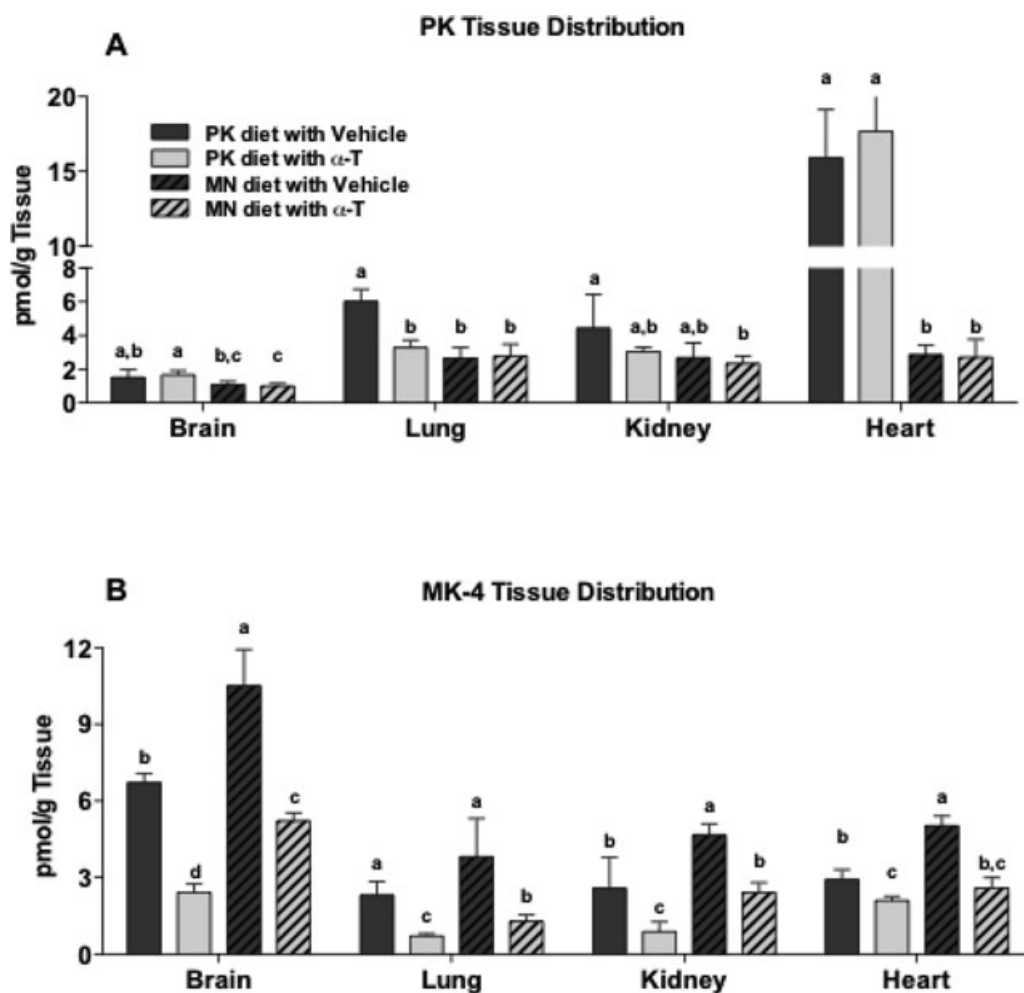 A
PK Tissue Distribution
pmol/g Tissue
20
15
10
8
6
4
2
0
PK diet with Vehicle
PK diet with α-T
MN diet with Vehicle
MN diet with α-T
a,b a b,c c
a b b b
a a,b a,b b
a a b b
Brain Lung Kidney Heart
B
MK-4 Tissue Distribution
pmol/g Tissue
12
9
6
3
0
b d a c
a c a b
b c a b
b c a b,c
Brain Lung Kidney Heart